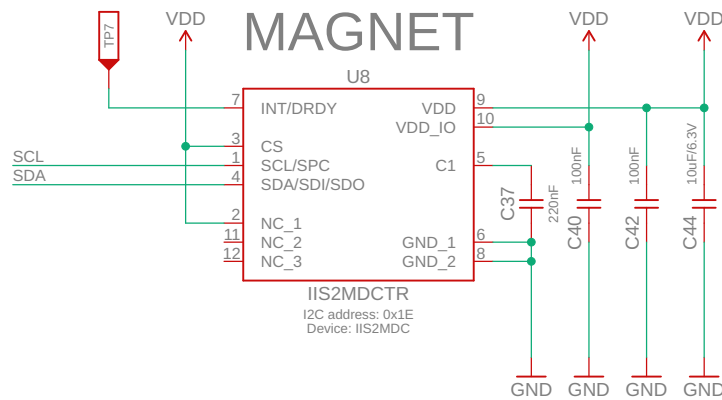 MAGNET
TP7
VDD
VDD
VDD
U8
7 INT/DRDY VDD 9
VDD_IO 10
3 CS
SCL 1 SCL/SPC C1 5
SDA 4 SDA/SDI/SDO
C37 220nF
C40 100nF
C42 100nF
C44 10uF/6.3V
2 NC_1
11 NC_2 GND_1 6
12 NC_3 GND_2 8
IIS2MDCTR
I2C address: 0x1E
Device: IIS2MDC
GND GND GND GND